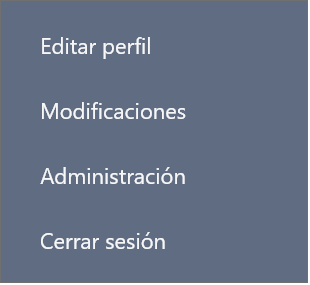 Editar perfil
Modificaciones
Administración
Cerrar sesión